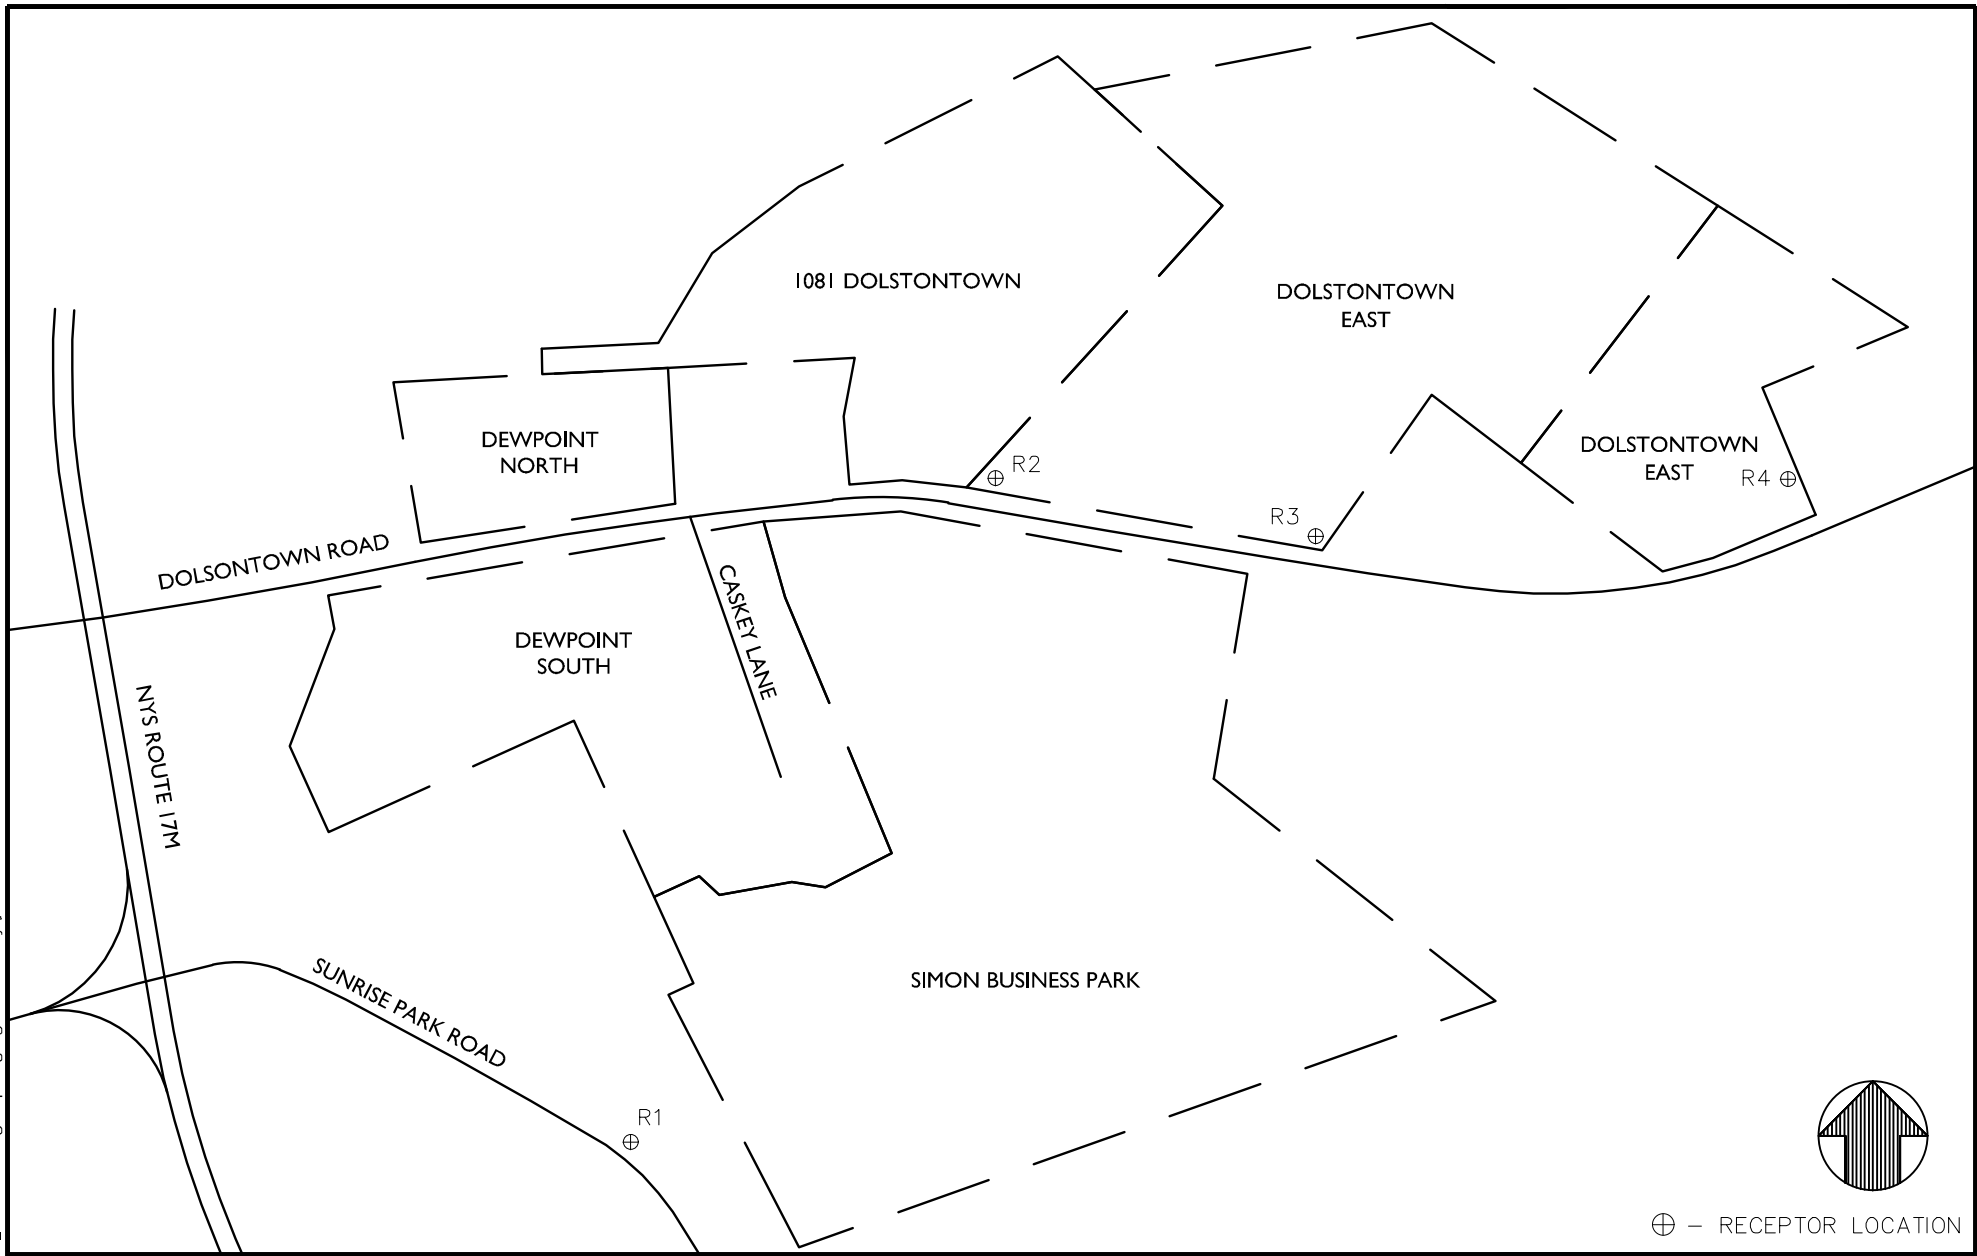 1081 DOLSTONTOWN
DOLSTONTOWN
EAST
DEWPOINT
NORTH
DOLSTONTOWN
EAST
R2
R4
R3
DOLSONTOWN ROAD
CASKEY LANE
DEWPOINT
SOUTH
NYS ROUTE 17M
SUNRISE PARK ROAD
SIMON BUSINESS PARK
R1
⊕ – RECEPTOR LOCATION